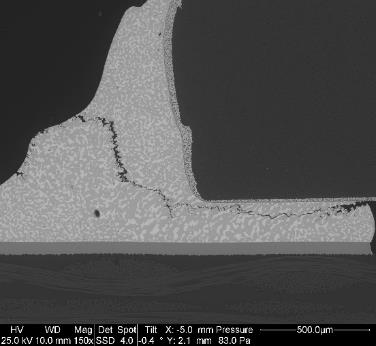 HV WD Mag Det Spot Tilt X: -5.0 mm Pressure 500.0µm
25.0 kV 10.0 mm 150x SSD 4.0 -0.4 ° Y: 2.1 mm 83.0 Pa